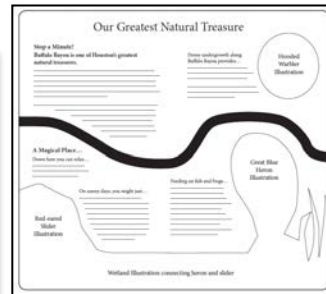 Our Greatest Natural Treasure
Stop a Minute!
Buffalo Bayou is one of Houston's greatest
natural treasures.
Dense undergrowth along
Buffalo Bayou provides...
Hooded
Warbler
Illustration
A Magical Place...
Down here you can relax...
On sunny days, you might just...
Feeding on fish and frogs...
Great Blue
Heron
Illustration
Red-eared
Slider
Illustration
Wetland Illustration connecting heron and slider